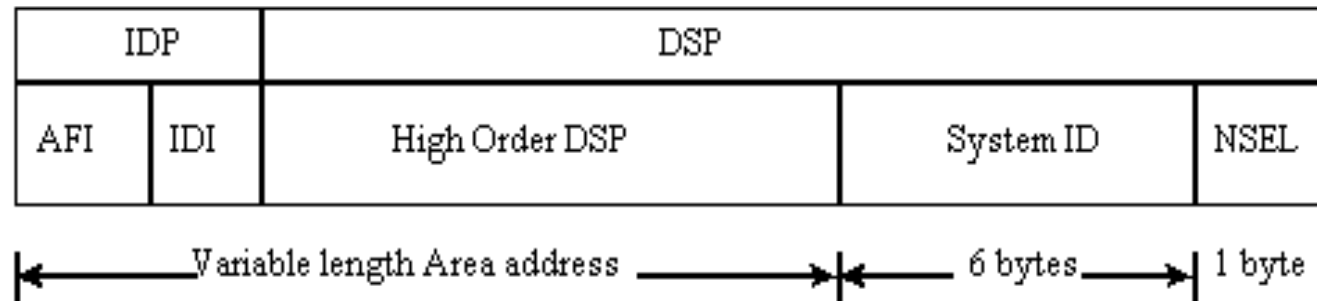 IDP DSP
AFI IDI High Order DSP System ID NSEL
Variable length Area address 6 bytes 1 byte